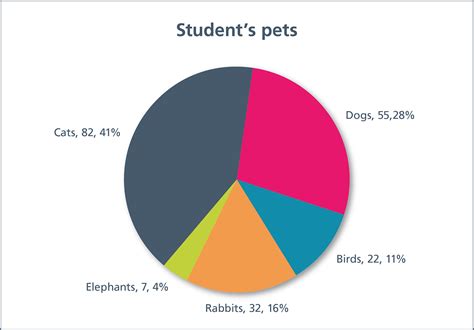 Student's pets
Dogs, 55,28%
Cats, 82, 41%
Birds, 22, 11%
Elephants, 7, 4%
Rabbits, 32, 16%